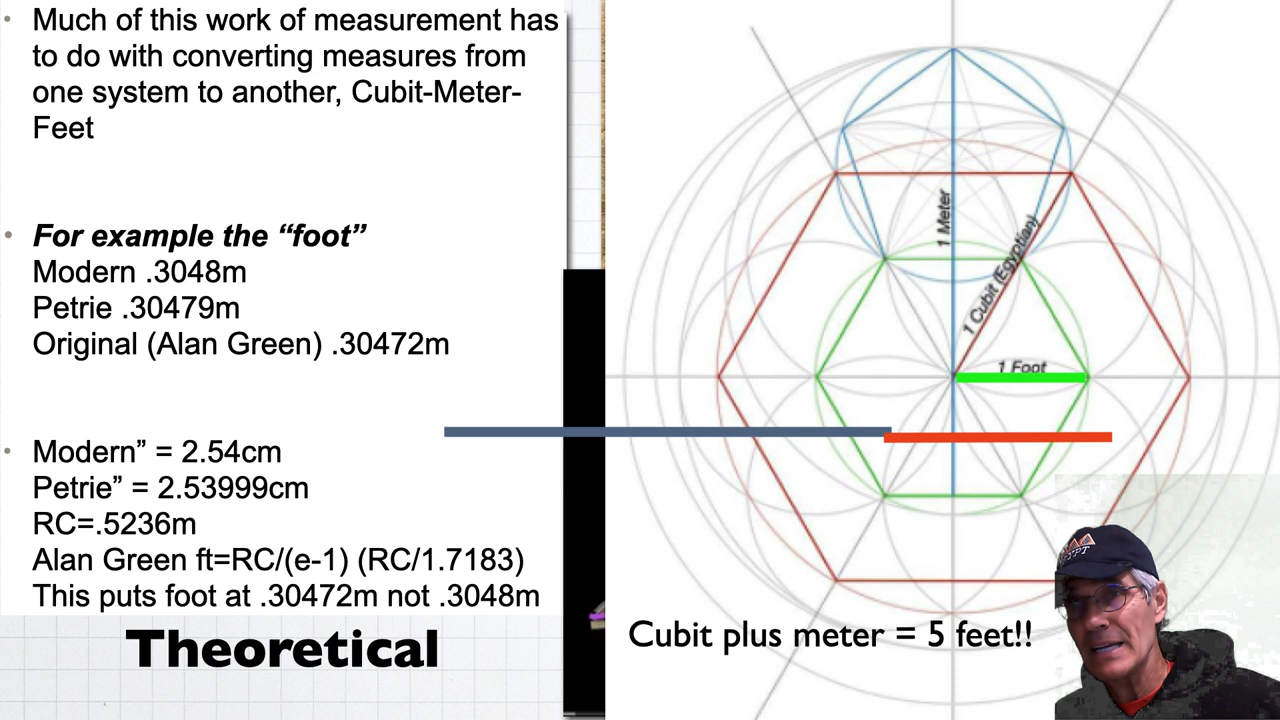 Much of this work of measurement has
to do with converting measures from
one system to another, Cubit-Meter-
Feet
For example the “foot”
Modern .3048m
Petrie .30479m
Original (Alan Green) .30472m
Modern” = 2.54cm
Petrie” = 2.53999cm
RC=.5236m
Alan Green ft=RC/(e-1) (RC/1.7183)
This puts foot at .30472m not .3048m
Theoretical
1 Meter
1 Cubit (Egyptian)
1 Foot
Cubit plus meter = 5 feet!!